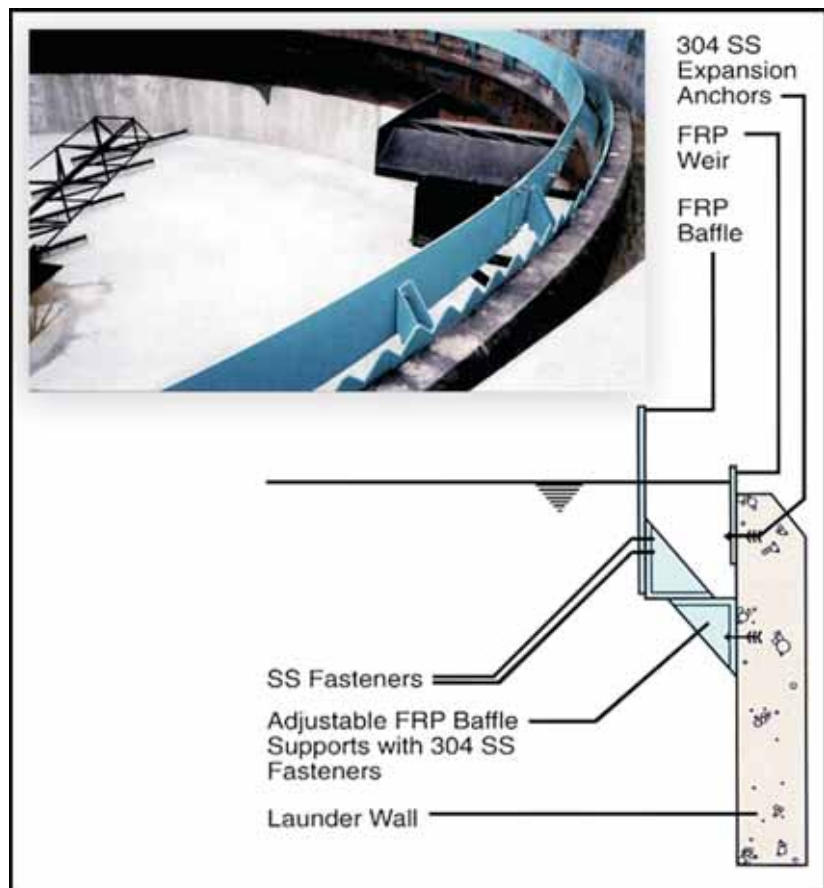 304 SS
Expansion
Anchors
FRP
Weir
FRP
Baffle
SS Fasteners
Adjustable FRP Baffle
Supports with 304 SS
Fasteners
Launder Wall